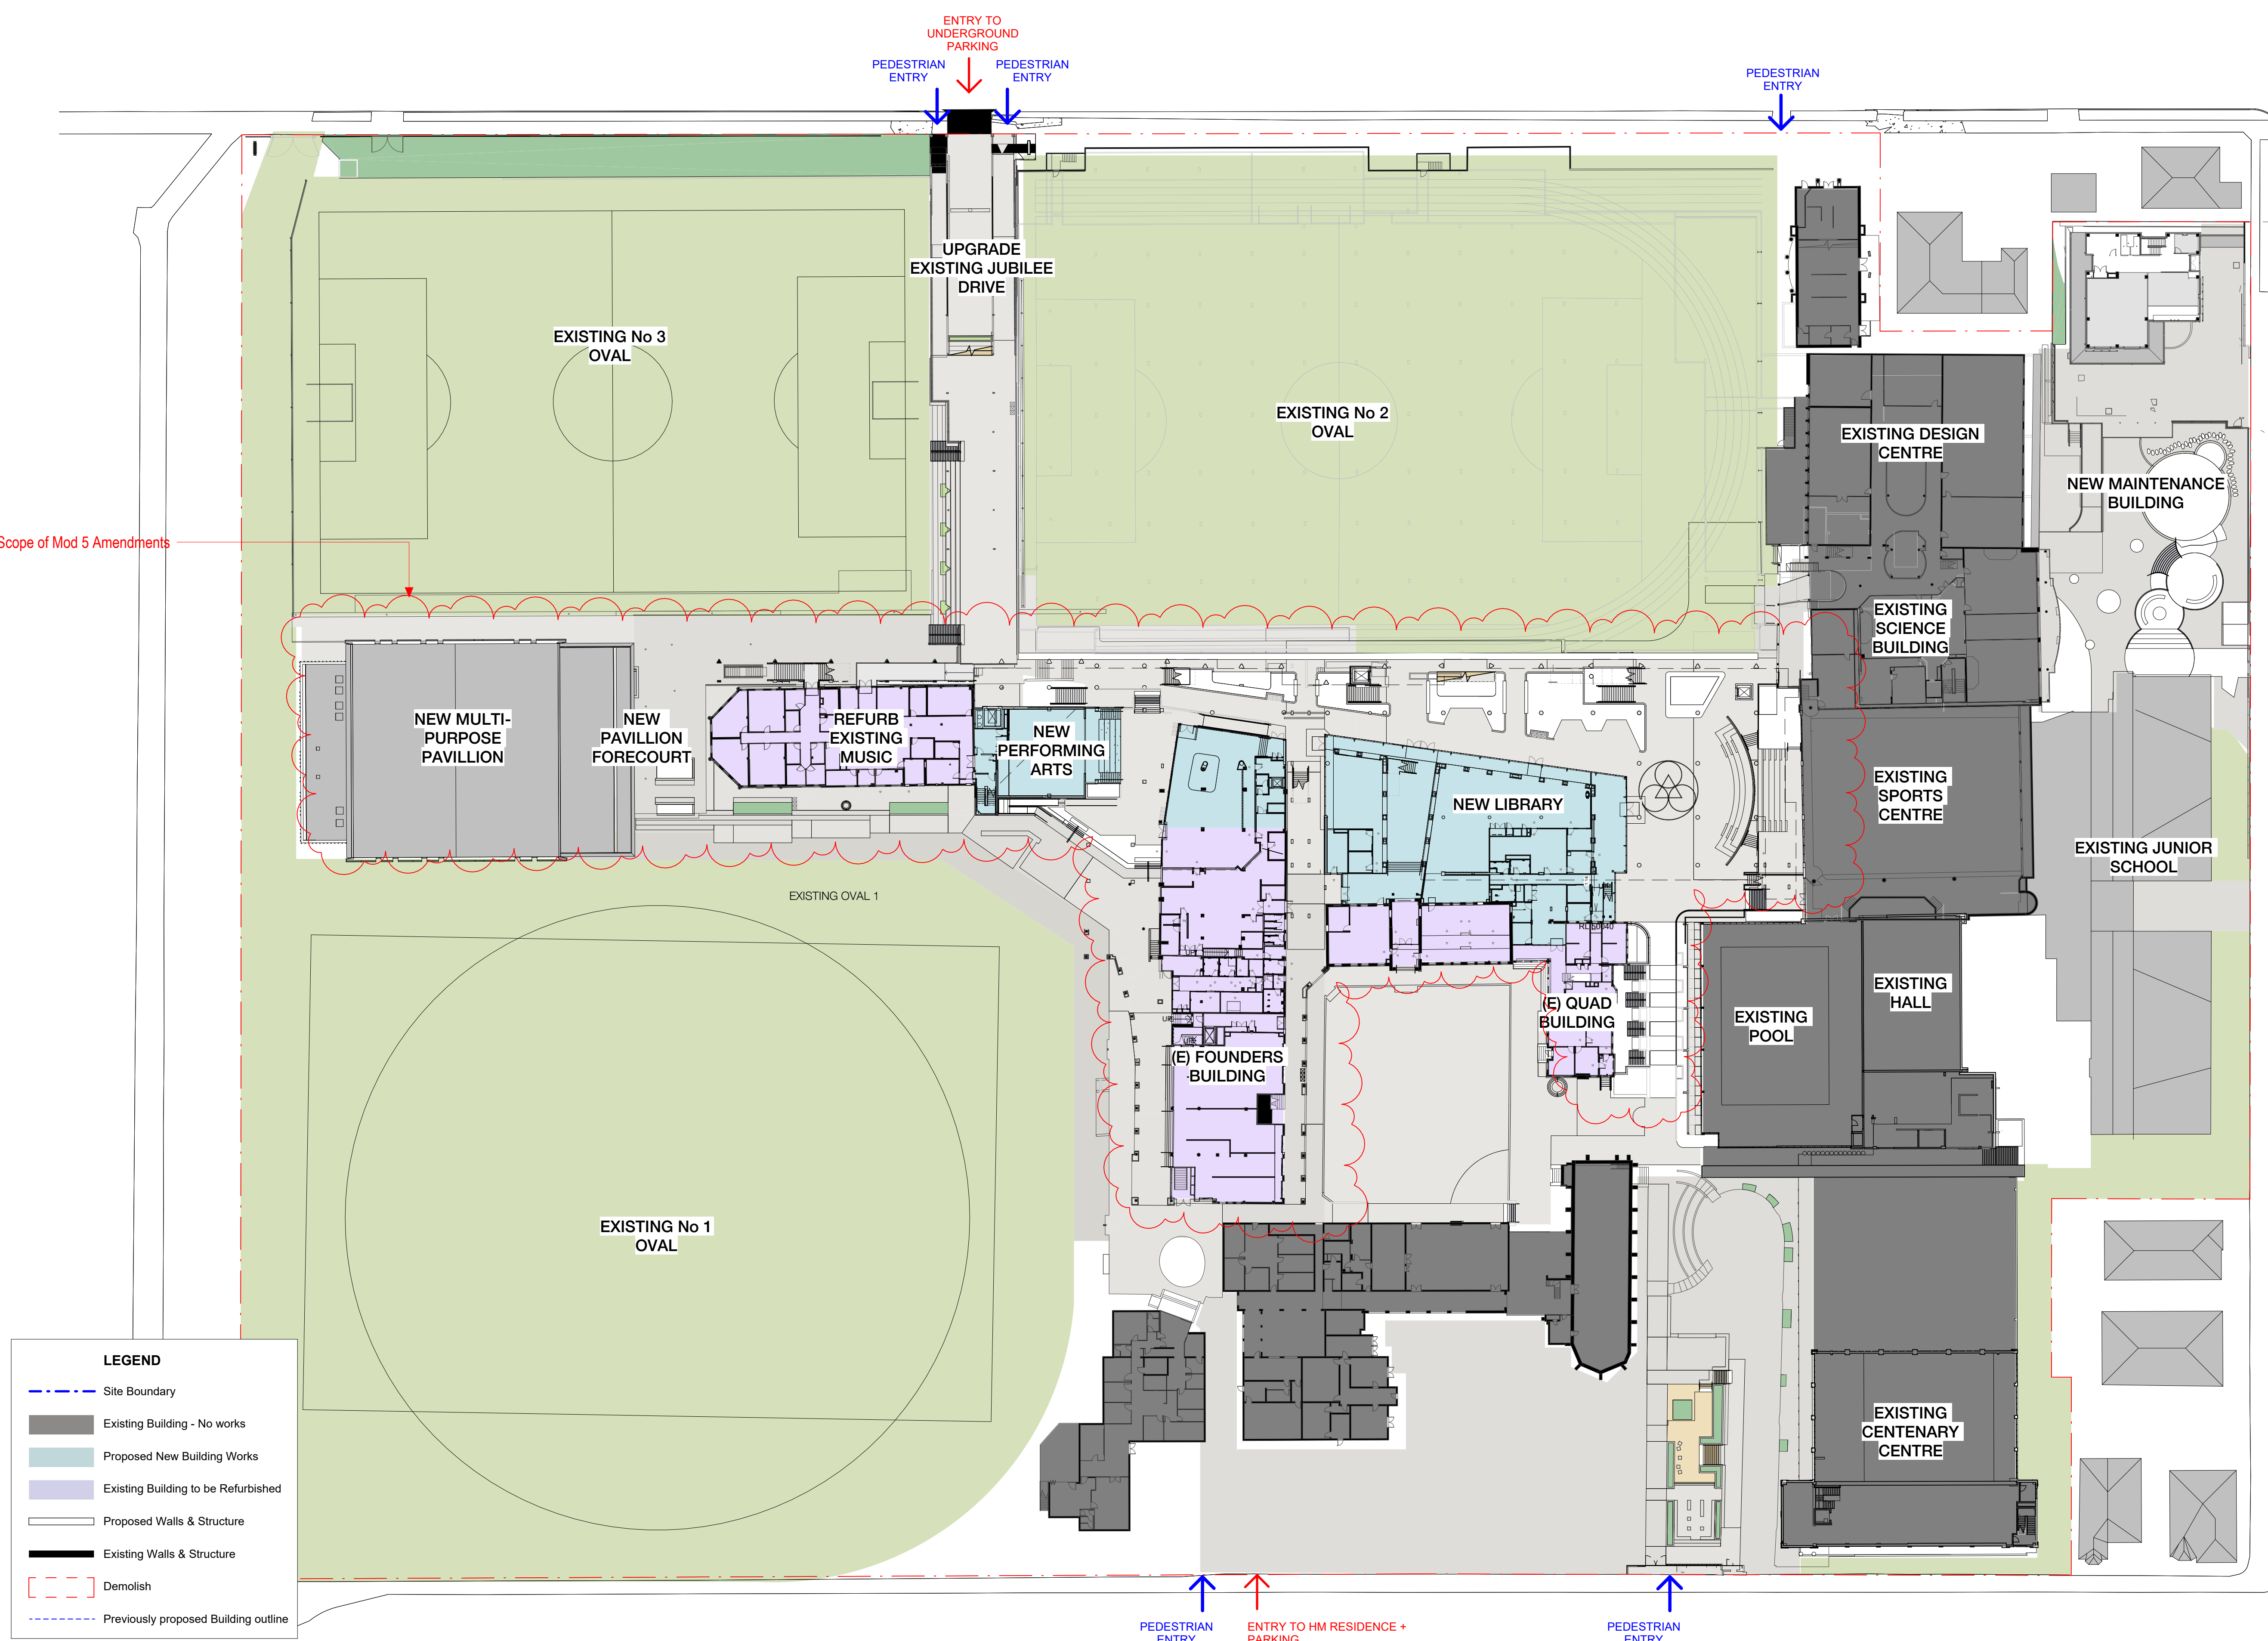 ENTRY TO
UNDERGROUND
PARKING
PEDESTRIAN
ENTRY
PEDESTRIAN
ENTRY
PEDESTRIAN
ENTRY
UPGRADE
EXISTING JUBILEE
DRIVE
EXISTING No 3
OVAL
EXISTING No 2
OVAL
EXISTING DESIGN
CENTRE
NEW MAINTENANCE
BUILDING
Scope of Mod 5 Amendments
EXISTING
SCIENCE
BUILDING
NEW MULTI-
PURPOSE
PAVILLION
NEW
PAVILLION
FORECOURT
REFURB
EXISTING
MUSIC
NEW
PERFORMING
ARTS
NEW LIBRARY
EXISTING
SPORTS
CENTRE
EXISTING JUNIOR
SCHOOL
EXISTING OVAL 1
(E) QUAD
BUILDING
EXISTING
POOL
EXISTING
HALL
UP
UP
(E) FOUNDERS
BUILDING
EXISTING No 1
OVAL
EXISTING
CENTENARY
CENTRE
LEGEND
Site Boundary
Existing Building - No works
Proposed New Building Works
Existing Building to be Refurbished
Proposed Walls & Structure
Existing Walls & Structure
Demolish
Previously proposed Building outline
PEDESTRIAN
ENTRY
ENTRY TO HM RESIDENCE +
PARKING
PEDESTRIAN
ENTRY